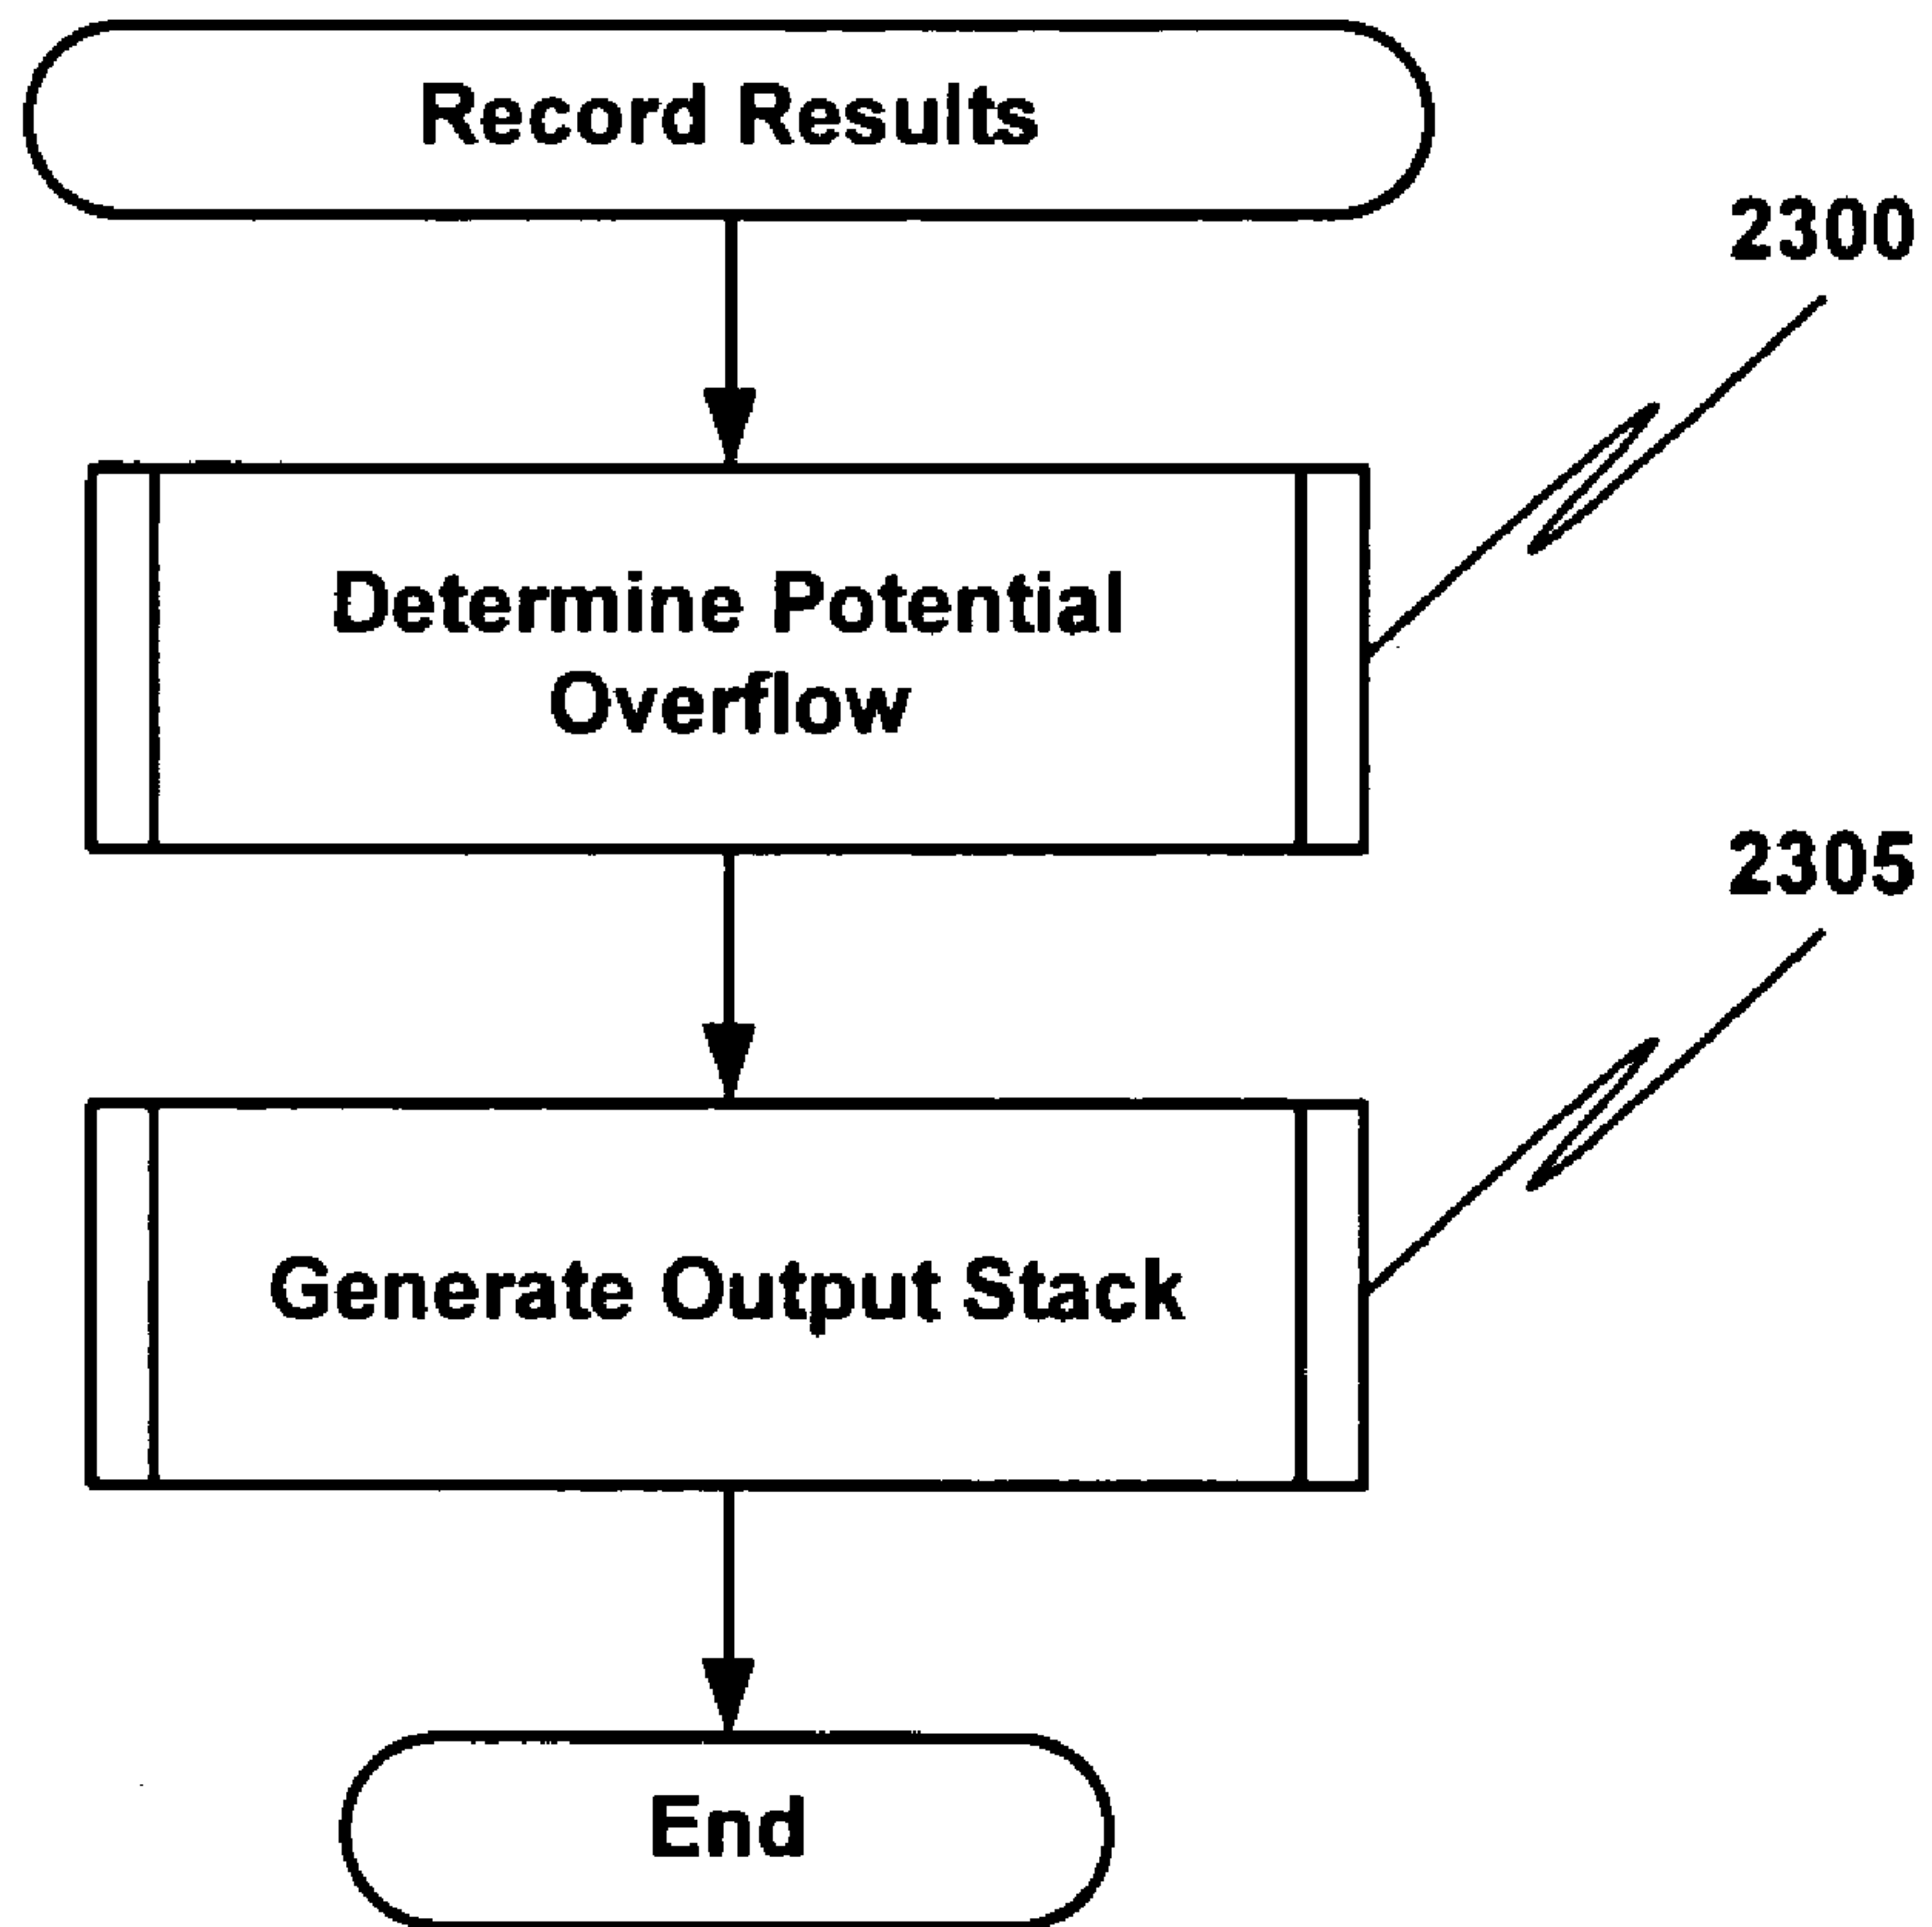 Record Results
2300
Determine Potential
Overflow
2305
Generate Output Stack
End